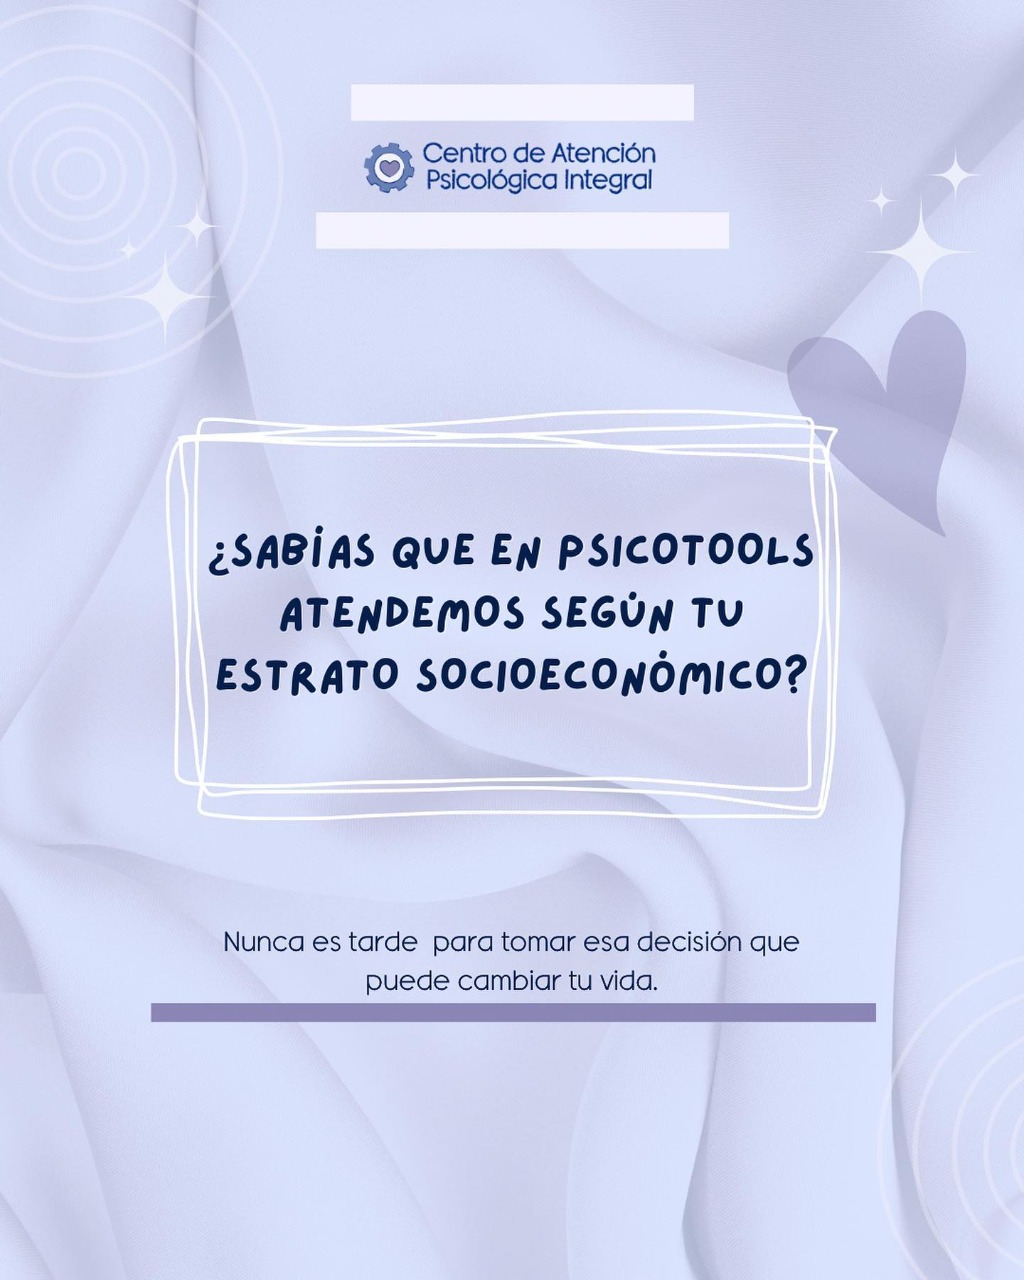 Centro de Atención
Psicológica Integral
¿SABÍAS QUE EN PSICOTOOLS
ATENDEMOS SEGÚN TU
ESTRATO SOCIOECONÓMICO?
Nunca es tarde para tomar esa decisión que
puede cambiar tu vida.